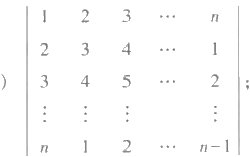 ) | 1 2 3 ⋯ n |
| 2 3 4 ⋯ 1 |
| 3 4 5 ⋯ 2 |
| ⋮ ⋮ ⋮ ⋮ |
| n 1 2 ⋯ n−1 | ;